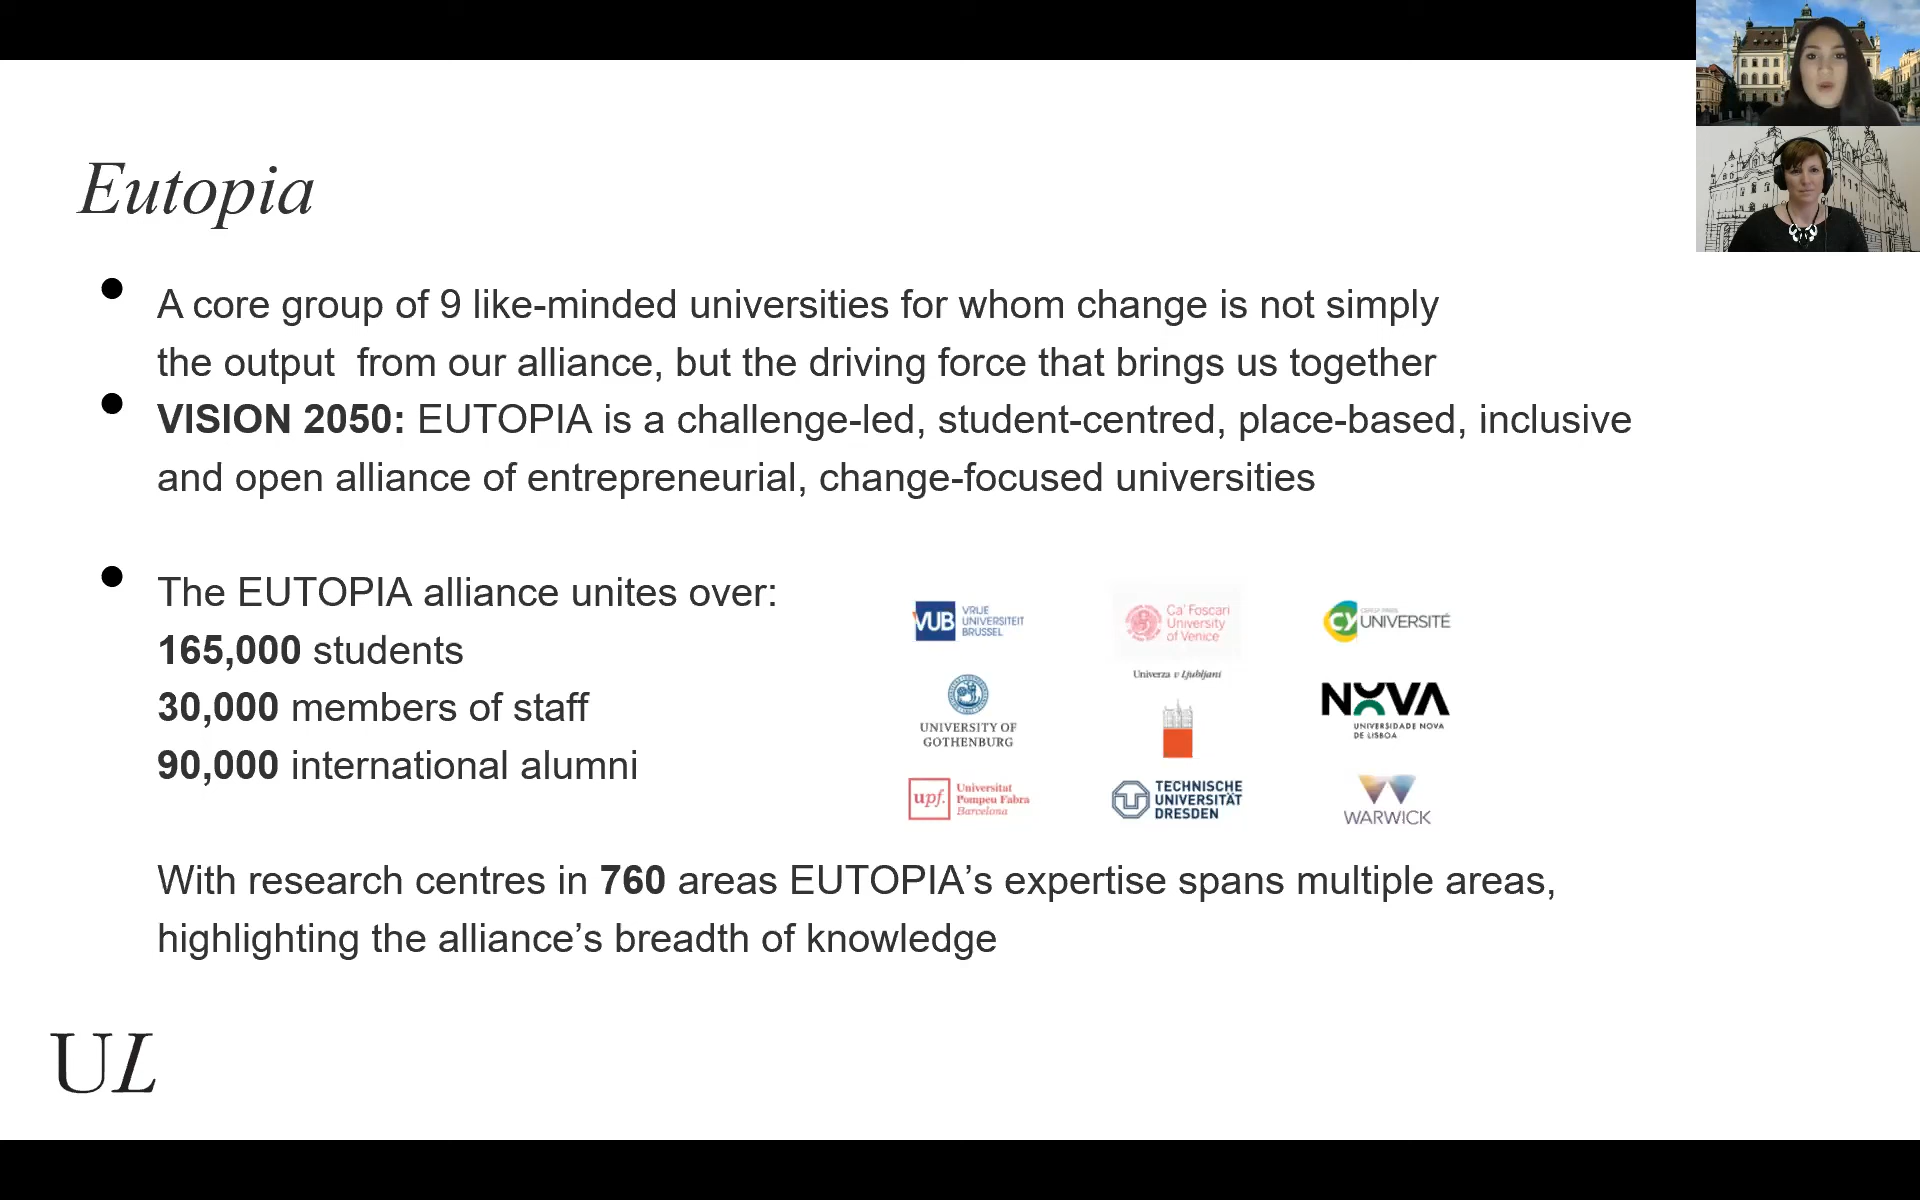 Eutopia
A core group of 9 like-minded universities for whom change is not simply
the output from our alliance, but the driving force that brings us together
VISION 2050: EUTOPIA is a challenge-led, student-centred, place-based, inclusive
and open alliance of entrepreneurial, change-focused universities
The EUTOPIA alliance unites over:
165,000 students
30,000 members of staff
90,000 international alumni
VUB VRIJE
UNIVERSITEIT
BRUSSEL
Ca' Foscari
University
of Venice
CY UNIVERSITÉ
UNIVERSITY OF
GOTHENBURG
Univerza v Ljubljani
NOVA
UNIVERSIDADE NOVA
DE LISBOA
upf. Universitat
Pompeu Fabra
Barcelona
TECHNISCHE
UNIVERSITÄT
DRESDEN
WARWICK
With research centres in 760 areas EUTOPIA’s expertise spans multiple areas,
highlighting the alliance’s breadth of knowledge
UL